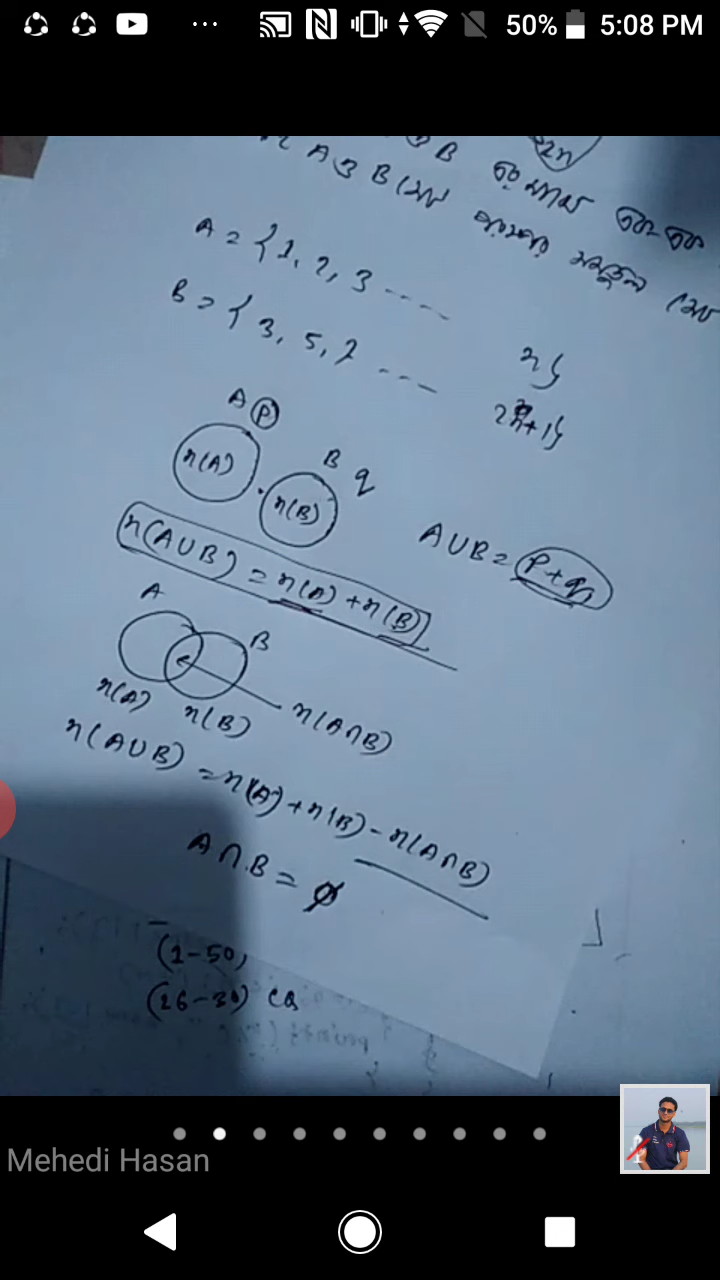 50% 5:08 PM
B 2n
A ও B সেট
A = {1, 2, 3 ---- n}
B = {3, 5, 7 --- 2n+1}
A P
n(A)
B q
n(B)
A∪B = P+q
n(A∪B) = n(A) + n(B)
A
B
n(A) n(B) n(A∩B)
n(A∪B) = n(A) + n(B) - n(A∩B)
A∩B = ∅
(1-50)
(26-30) CQ
Mehedi Hasan